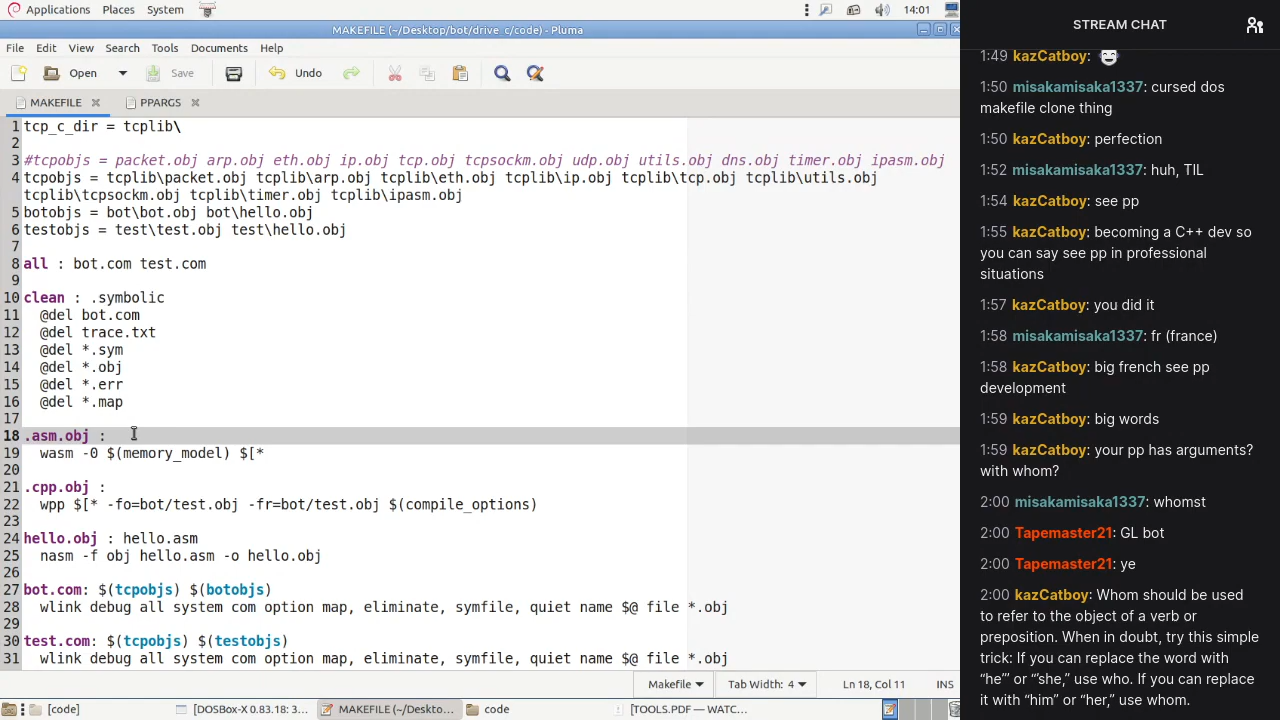 Applications Places System 14:01
MAKEFILE (~/Desktop/bot/drive_c/code) - Pluma
File Edit View Search Tools Documents Help
Open Save Undo
MAKEFILE PPARGS
1 tcp_c_dir = tcplib\
2
3 #tcpobjs = packet.obj arp.obj eth.obj ip.obj tcp.obj tcpsockm.obj udp.obj utils.obj dns.obj timer.obj ipasm.obj
4 tcpobjs = tcplib\packet.obj tcplib\arp.obj tcplib\eth.obj tcplib\ip.obj tcplib\tcp.obj tcplib\utils.obj
tcplib\tcpsockm.obj tcplib\timer.obj tcplib\ipasm.obj
5 botobjs = bot\bot.obj bot\hello.obj
6 testobjs = test\test.obj test\hello.obj
7
8 all : bot.com test.com
9
10 clean : .symbolic
11 @del bot.com
12 @del trace.txt
13 @del *.sym
14 @del *.obj
15 @del *.err
16 @del *.map
17
18 .asm.obj :
19 wasm -0 $(memory_model) $[*
20
21 .cpp.obj :
22 wpp $[* -fo=bot/test.obj -fr=bot/test.obj $(compile_options)
23
24 hello.obj : hello.asm
25 nasm -f obj hello.asm -o hello.obj
26
27 bot.com: $(tcpobjs) $(botobjs)
28 wlink debug all system com option map, eliminate, symfile, quiet name $@ file *.obj
29
30 test.com: $(tcpobjs) $(testobjs)
31 wlink debug all system com option map, eliminate, symfile, quiet name $@ file *.obj
Makefile Tab Width: 4 Ln 18, Col 11 INS
[code] [DOSBox-X 0.83.18: 3... MAKEFILE (~/Deskto... code [TOOLS.PDF — WATC...
STREAM CHAT
1:49 kazCatboy:
1:50 misakamisaka1337: cursed dos
makefile clone thing
1:50 kazCatboy: perfection
1:52 misakamisaka1337: huh, TIL
1:54 kazCatboy: see pp
1:55 kazCatboy: becoming a C++ dev so
you can say see pp in professional
situations
1:57 kazCatboy: you did it
1:58 misakamisaka1337: fr (france)
1:58 kazCatboy: big french see pp
development
1:59 kazCatboy: big words
1:59 kazCatboy: your pp has arguments?
with whom?
2:00 misakamisaka1337: whomst
2:00 Tapemaster21: GL bot
2:00 Tapemaster21: ye
2:00 kazCatboy: Whom should be used
to refer to the object of a verb or
preposition. When in doubt, try this simple
trick: If you can replace the word with
“he”’ or “’she,” use who. If you can replace
it with “him” or “her,” use whom.